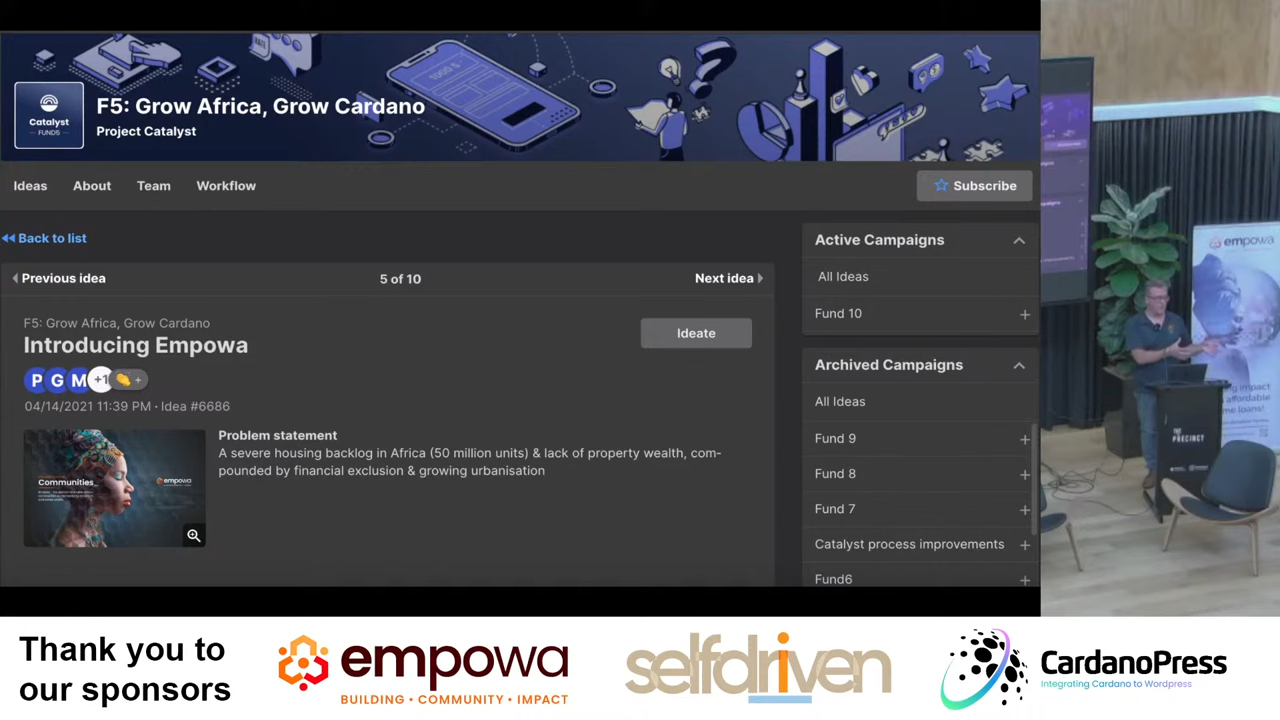 Catalyst
FUNDS
F5: Grow Africa, Grow Cardano
Project Catalyst
Ideas
About
Team
Workflow
Subscribe
Back to list
Previous idea
5 of 10
Next idea
F5: Grow Africa, Grow Cardano
Introducing Empowa
Ideate
P G M +1 +
04/14/2021 11:39 PM · Idea #6686
Communities
empowa
Problem statement
A severe housing backlog in Africa (50 million units) & lack of property wealth, com-
pounded by financial exclusion & growing urbanisation
Active Campaigns
All Ideas
Fund 10
Archived Campaigns
All Ideas
Fund 9
Fund 8
Fund 7
Catalyst process improvements
Fund6
empowa
THE
PRECINCT
Thank you to
our sponsors
empowa
BUILDING • COMMUNITY • IMPACT
selfdriven
CardanoPress
Integrating Cardano to Wordpress